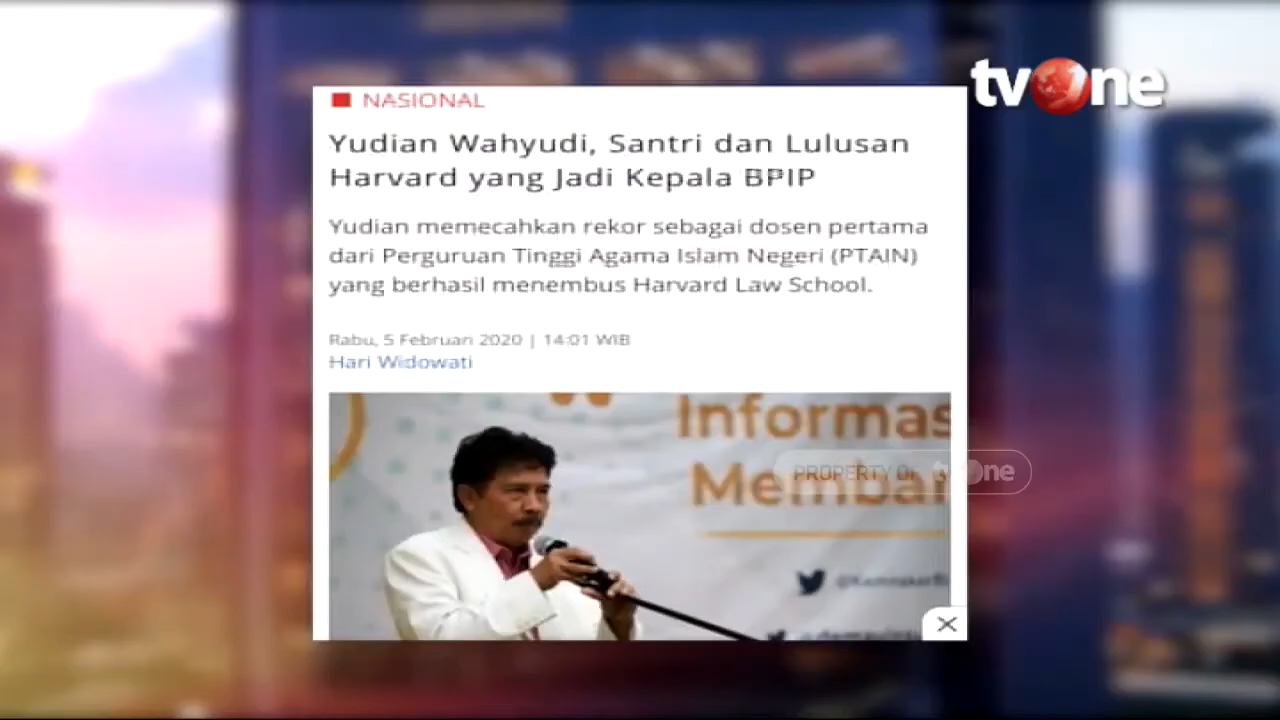 tvOne
NASIONAL
Yudian Wahyudi, Santri dan Lulusan
Harvard yang Jadi Kepala BPIP
Yudian memecahkan rekor sebagai dosen pertama
dari Perguruan Tinggi Agama Islam Negeri (PTAIN)
yang berhasil menembus Harvard Law School.
Rabu, 5 Februari 2020 | 14:01 WIB
Hari Widowati
Informas
Memban
PROPERTY OF tvOne